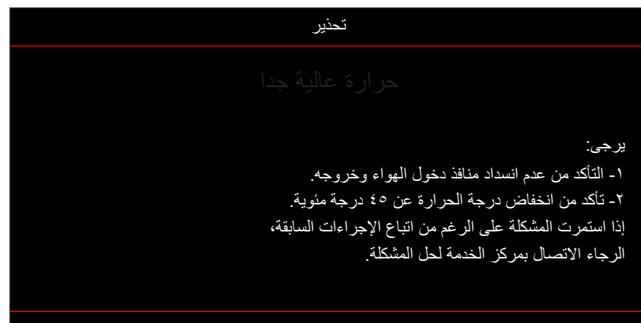 تحذير
حرارة عالية جدا
يرجى:
١- التأكد من عدم انسداد منافذ دخول الهواء وخروجه.
٢- تأكد من انخفاض درجة الحرارة عن ٤٥ درجة مئوية.
إذا استمرت المشكلة على الرغم من اتباع الإجراءات السابقة،
الرجاء الاتصال بمركز الخدمة لحل المشكلة.